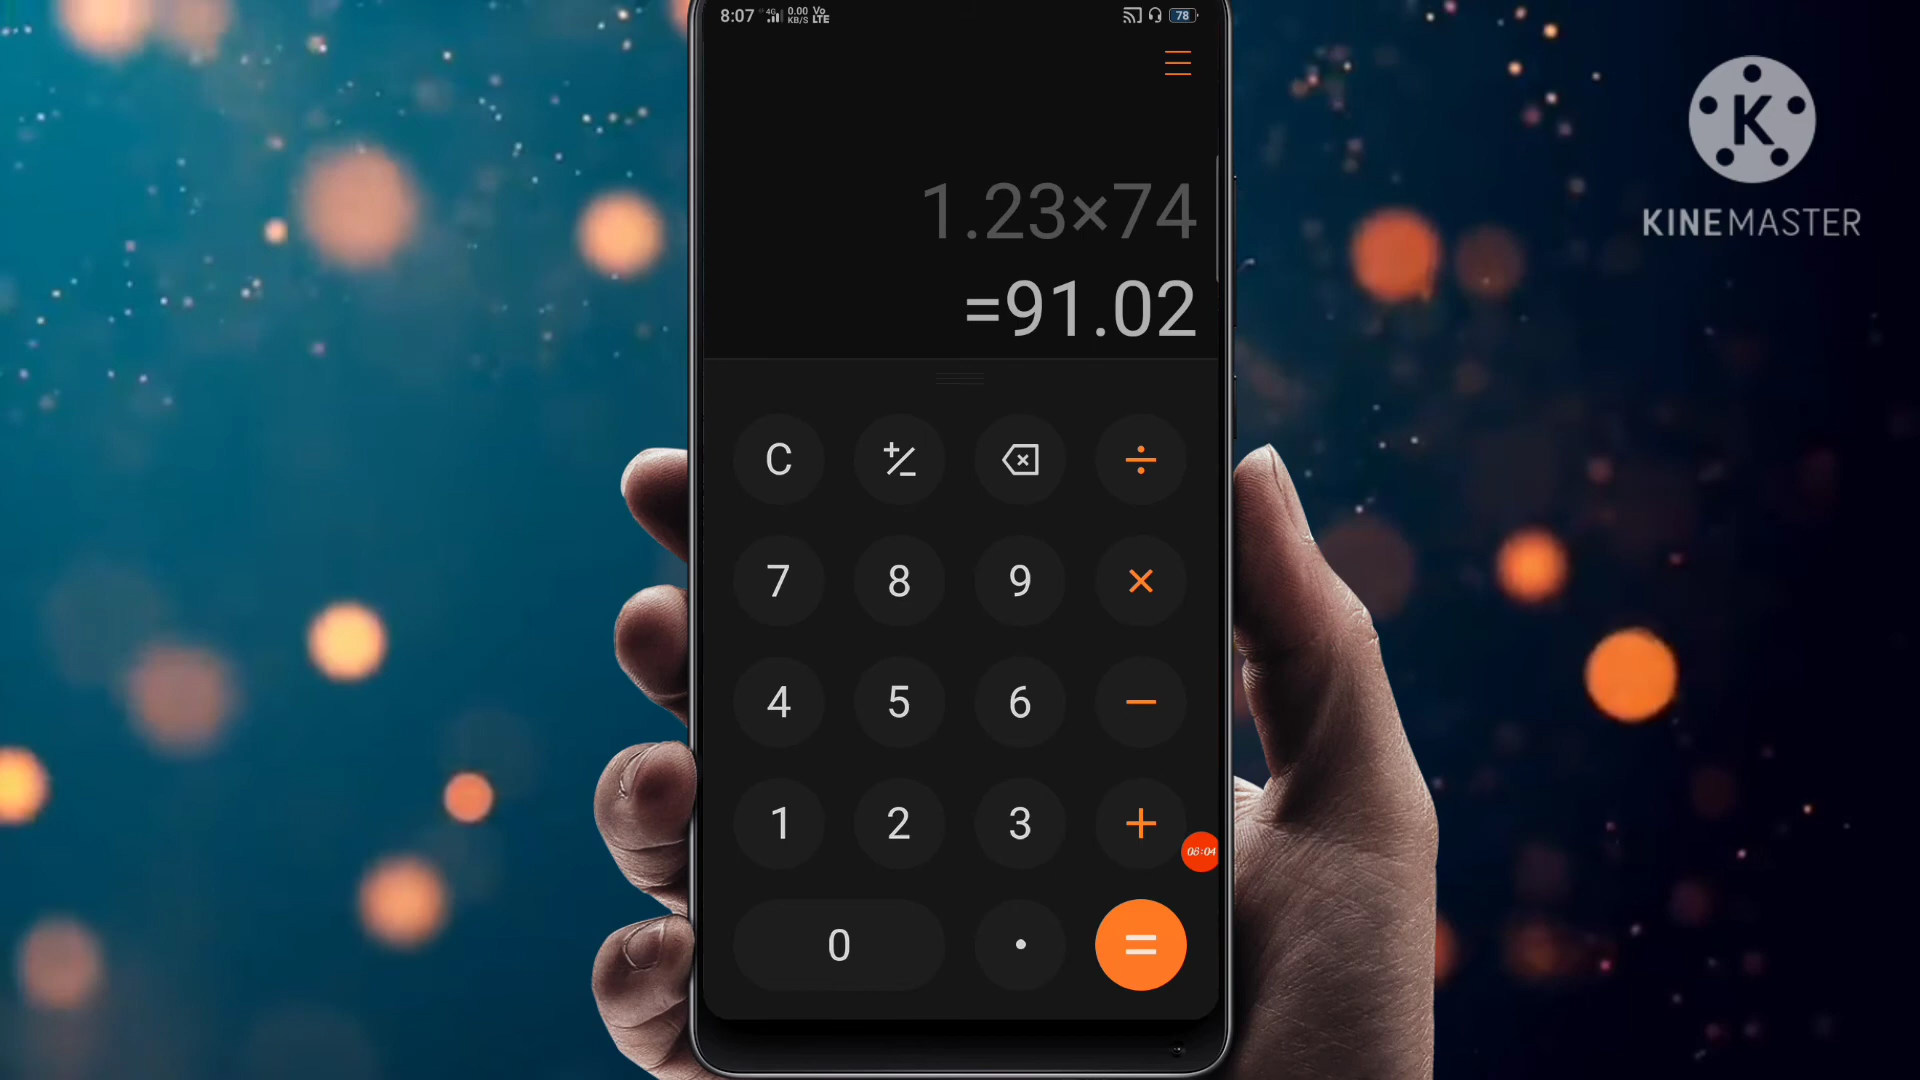 8:07 4G 0.00 KB/S Vo LTE 78
1.23×74
=91.02
C +/− ÷
7 8 9 ×
4 5 6 −
1 2 3 +
06:04
0 . =
K
KINEMASTER